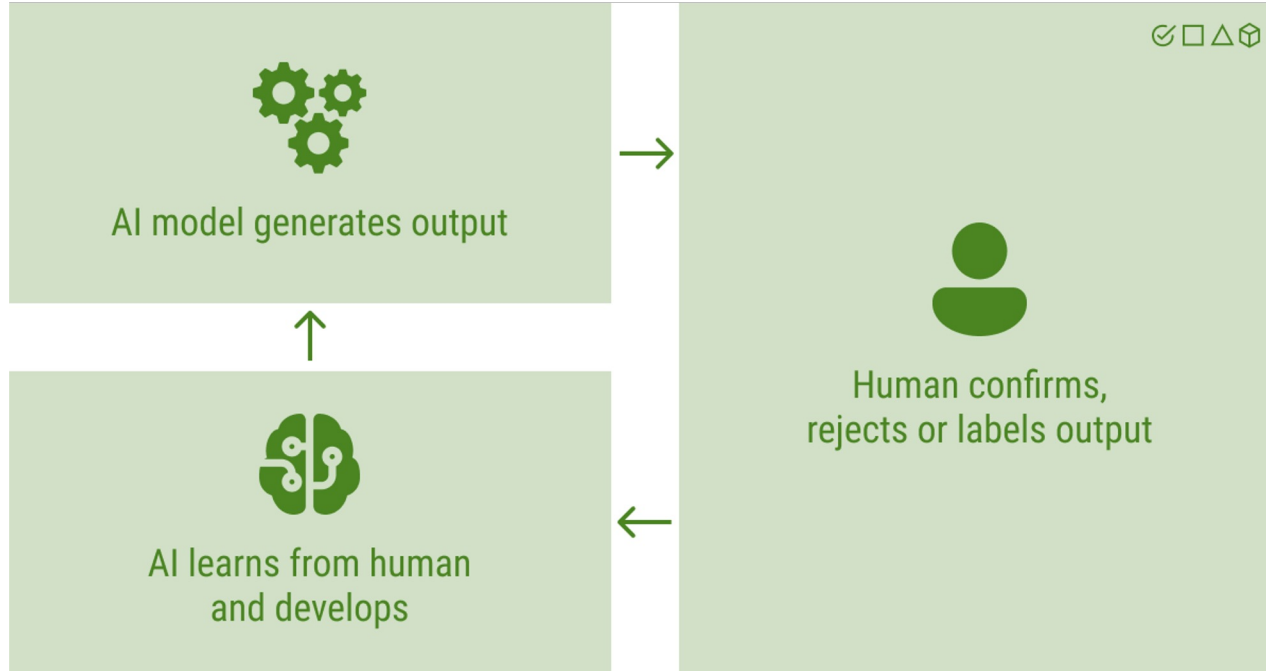 AI model generates output
Human confirms,
rejects or labels output
AI learns from human
and develops